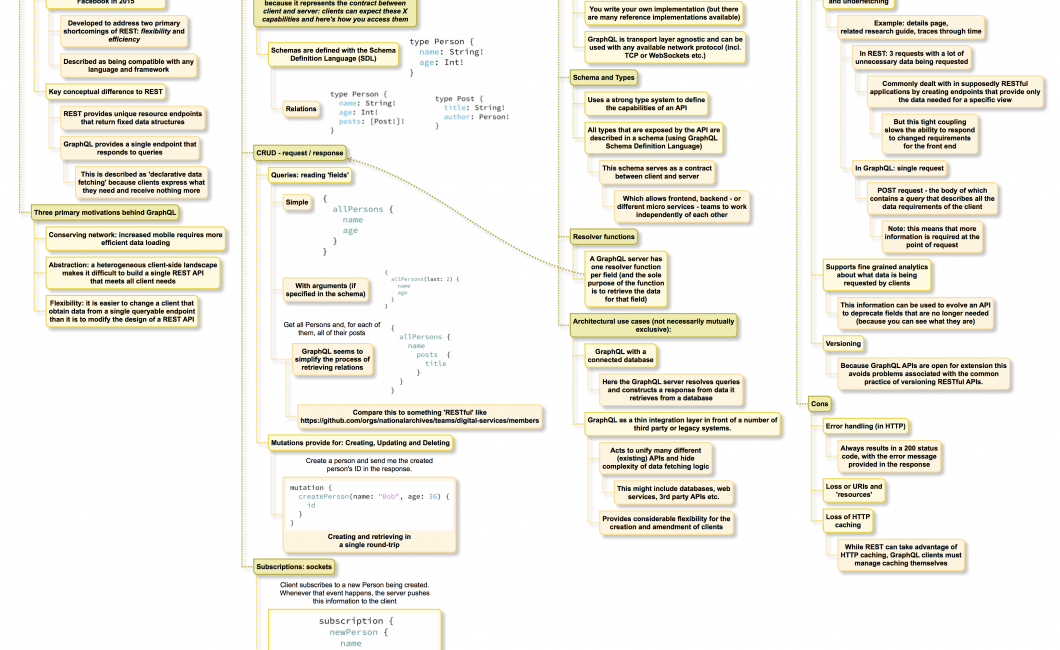 Facebook in 2015
Developed to address two primary
shortcomings of REST: flexibility and
efficiency
Described as being compatible with any
language and framework
Key conceptual difference to REST
REST provides unique resource endpoints
that return fixed data structures
GraphQL provides a single endpoint that
responds to queries
This is described as 'declarative data
fetching' because clients express what
they need and receive nothing more
Three primary motivations behind GraphQL
Conserving network: increased mobile requires more
efficient data loading
Abstraction: a heterogeneous client-side landscape
makes it difficult to build a single REST API
that meets all client needs
Flexibility: it is easier to change a client that
obtain data from a single queryable endpoint
than it is to modify the design of a REST API
because it represents the contract between
client and server: clients can expect these X
capabilities and here's how you access them
Schemas are defined with the Schema
Definition Language (SDL)
type Person {
name: String!
age: Int!
}
Relations
type Person {
name: String!
age: Int!
posts: [Post!]!
}
type Post {
title: String!
author: Person!
}
CRUD - request / response
Queries: reading 'fields'
Simple
{
allPersons {
name
age
}
}
With arguments (if
specified in the schema)
{
allPersons(last: 2) {
name
age
}
}
Get all Persons and, for each of
them, all of their posts
GraphQL seems to
simplify the process of
retrieving relations
{
allPersons {
name
posts {
title
}
}
}
Compare this to something 'RESTful' like
https://github.com/orgs/nationalarchives/teams/digital-services/members
Mutations provide for: Creating, Updating and Deleting
Create a person and send me the created
person's ID in the response.
mutation {
createPerson(name: "Bob", age: 36) {
id
}
}
Creating and retrieving in
a single round-trip
Subscriptions: sockets
Client subscribes to a new Person being created.
Whenever that event happens, the server pushes
this information to the client
subscription {
newPerson {
name
You write your own implementation (but there
are many reference implementations available)
GraphQL is transport layer agnostic and can be
used with any available network protocol (incl.
TCP or WebSockets etc.)
Schema and Types
Uses a strong type system to define
the capabilities of an API
All types that are exposed by the API are
described in a schema (using GraphQL
Schema Definition Language)
This schema serves as a contract
between client and server
Which allows frontend, backend - or
different micro services - teams to work
independently of each other
Resolver functions
A GraphQL server has
one resolver function
per field (and the sole
purpose of the function
is to retrieve the data
for that field)
Architectural use cases (not necessarily mutually
exclusive):
GraphQL with a
connected database
Here the GraphQL server resolves queries
and constructs a response from data it
retrieves from a database
GraphQL as a thin integration layer in front of a number of
third party or legacy systems.
Acts to unify many different
(existing) APIs and hide
complexity of data fetching logic
This might include databases, web
services, 3rd party APIs etc.
Provides considerable flexibility for the
creation and amendment of clients
and underfetching
Example: details page,
related research guide, traces through time
In REST: 3 requests with a lot of
unnecessary data being requested
Commonly dealt with in supposedly RESTful
applications by creating endpoints that provide only
the data needed for a specific view
But this tight coupling
slows the ability to respond
to changed requirements
for the front end
In GraphQL: single request
POST request - the body of which
contains a query that describes all the
data requirements of the client
Note: this means that more
information is required at the
point of request
Supports fine grained analytics
about what data is being
requested by clients
This information can be used to evolve an API
to deprecate fields that are no longer needed
(because you can see what they are)
Versioning
Because GraphQL APIs are open for extension this
avoids problems associated with the common
practice of versioning RESTful APIs.
Cons
Error handling (in HTTP)
Always results in a 200 status
code, with the error message
provided in the response
Loss or URIs and
'resources'
Loss of HTTP
caching
While REST can take advantage of
HTTP caching, GraphQL clients must
manage caching themselves